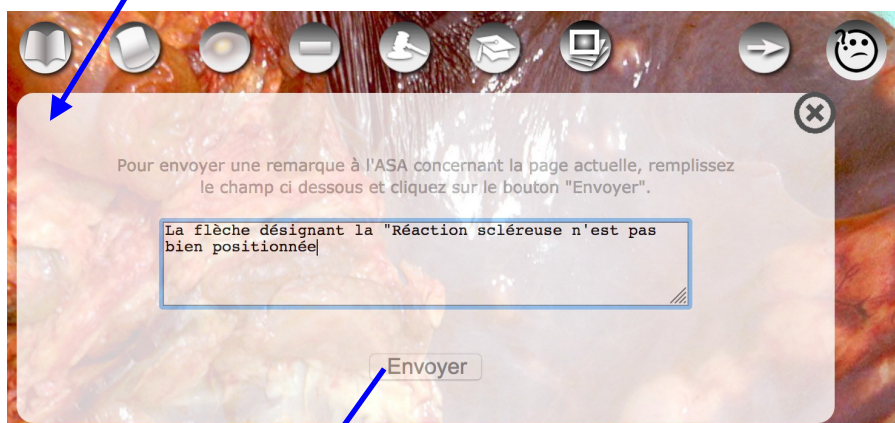 Pour envoyer une remarque à l'ASA concernant la page actuelle, remplissez
le champ ci dessous et cliquez sur le bouton "Envoyer".
La flèche désignant la "Réaction scléreuse n'est pas
bien positionnée
Envoyer